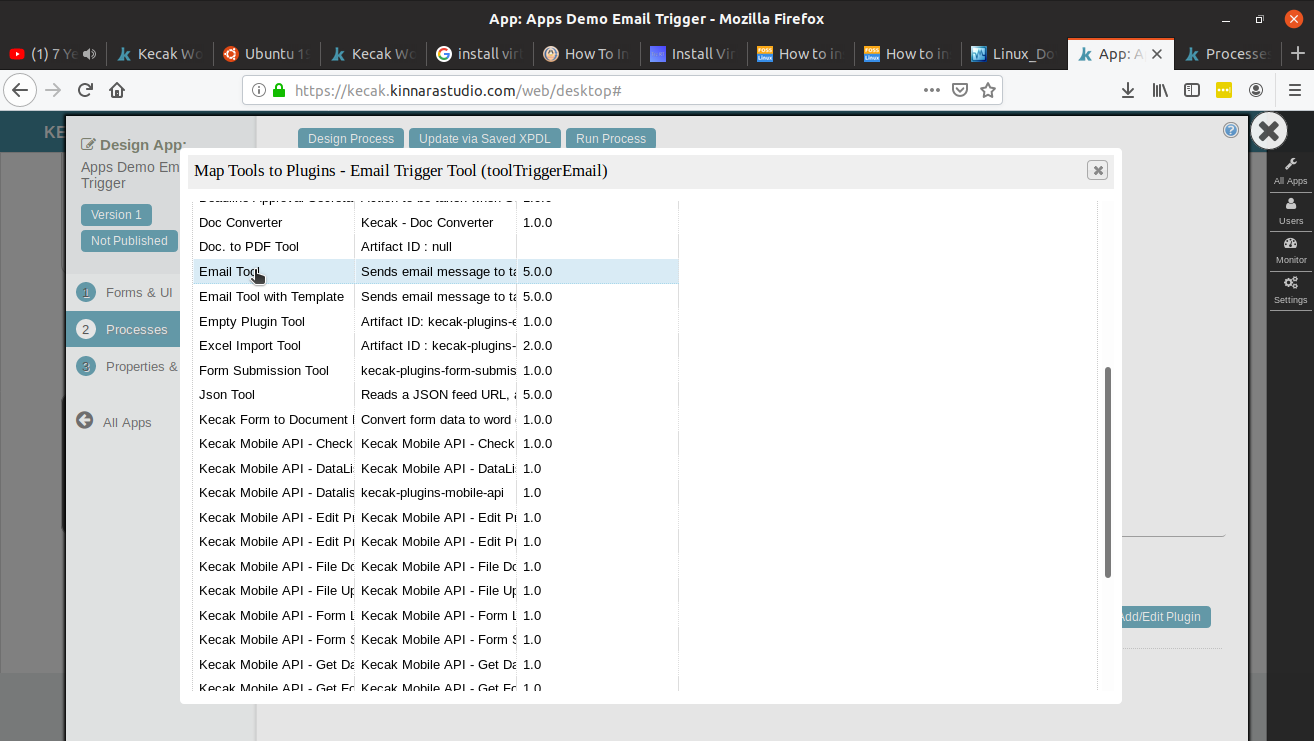 App: Apps Demo Email Trigger - Mozilla Firefox
(1) 7 Ye
Kecak Wo
Ubuntu 1
Kecak Wo
install virt
How To In
Install Vir
How to in
How to in
Linux_Do
App: A
Processes
https://kecak.kinnarastudio.com/web/desktop#
KE
Design App:
Apps Demo Em
Trigger
Version 1
Not Published
1 Forms & UI
2 Processes
3 Properties &
All Apps
Design Process
Update via Saved XPDL
Run Process
Map Tools to Plugins - Email Trigger Tool (toolTriggerEmail)
Doc Converter Kecak - Doc Converter 1.0.0
Doc. to PDF Tool Artifact ID : null
Email Tool Sends email message to ta 5.0.0
Email Tool with Template Sends email message to ta 5.0.0
Empty Plugin Tool Artifact ID: kecak-plugins-e 1.0.0
Excel Import Tool Artifact ID : kecak-plugins- 2.0.0
Form Submission Tool kecak-plugins-form-submis 1.0.0
Json Tool Reads a JSON feed URL, a 5.0.0
Kecak Form to Document Convert form data to word 1.0.0
Kecak Mobile API - Check Kecak Mobile API - Check 1.0.0
Kecak Mobile API - DataLis Kecak Mobile API - DataLis 1.0
Kecak Mobile API - Datalis kecak-plugins-mobile-api 1.0
Kecak Mobile API - Edit Pr Kecak Mobile API - Edit Pr 1.0
Kecak Mobile API - Edit Pr Kecak Mobile API - Edit Pr 1.0
Kecak Mobile API - File Do Kecak Mobile API - File Do 1.0
Kecak Mobile API - File Up Kecak Mobile API - File Up 1.0
Kecak Mobile API - Form L Kecak Mobile API - Form L 1.0
Kecak Mobile API - Form S Kecak Mobile API - Form S 1.0
Kecak Mobile API - Get Da Kecak Mobile API - Get Da 1.0
Kecak Mobile API - Get Fo Kecak Mobile API - Get Fo 1.0
Add/Edit Plugin
All Apps
Users
Monitor
Settings